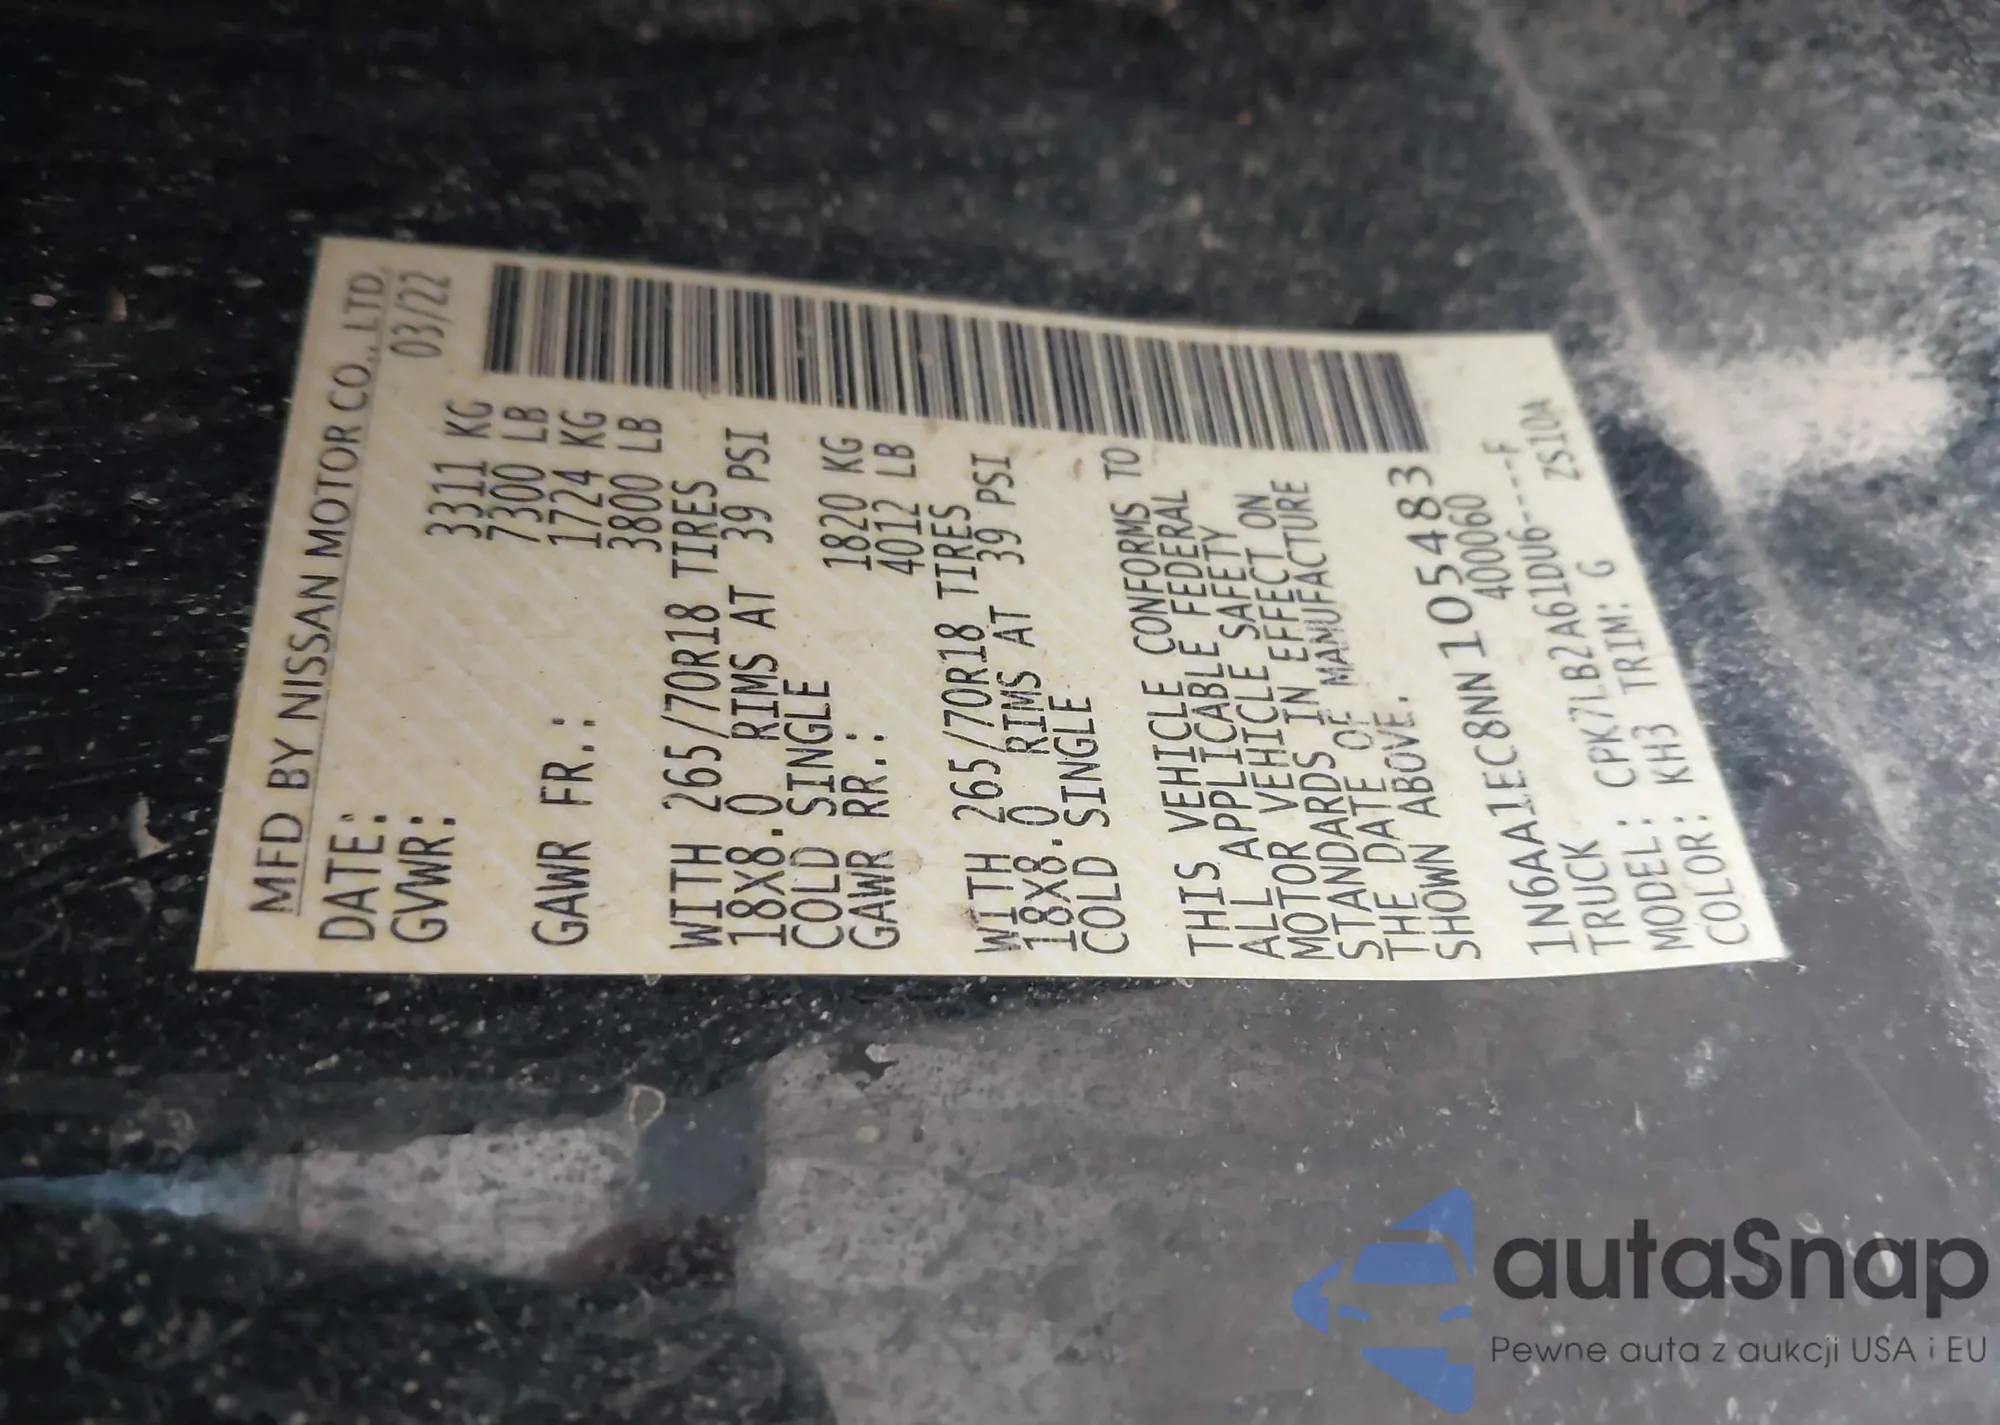 MFD BY NISSAN MOTOR CO., LTD.
DATE: 03/22
GVWR: 3311 KG
7300 LB
GAWR FR.: 1724 KG
3800 LB
WITH 265/70R18 TIRES
18X8.0 RIMS AT 39 PSI
COLD SINGLE
GAWR RR.: 1820 KG
4012 LB
WITH 265/70R18 TIRES
18X8.0 RIMS AT 39 PSI
COLD SINGLE
THIS VEHICLE CONFORMS TO
ALL APPLICABLE FEDERAL
MOTOR VEHICLE SAFETY
STANDARDS IN EFFECT ON
THE DATE OF MANUFACTURE
SHOWN ABOVE.
1N6AA1EC8NN105483
TRUCK 400060
MODEL: CPK7LB2A61DU6----F
COLOR: KH3 TRIM: G ZS10A
autaSnap
Pewne auta z aukcji USA i EU